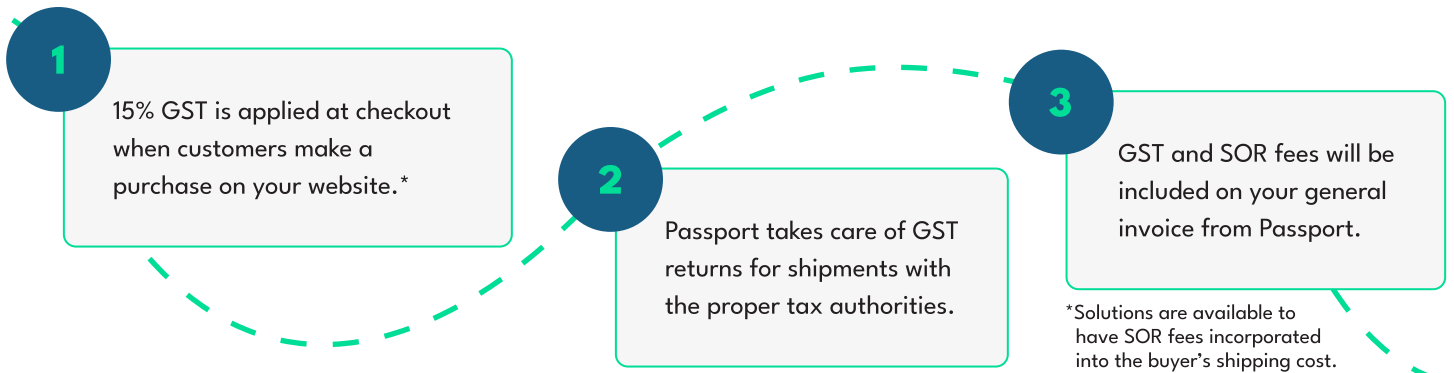 1
15% GST is applied at checkout
when customers make a
purchase on your website.*
2
Passport takes care of GST
returns for shipments with
the proper tax authorities.
3
GST and SOR fees will be
included on your general
invoice from Passport.
*Solutions are available to
have SOR fees incorporated
into the buyer’s shipping cost.